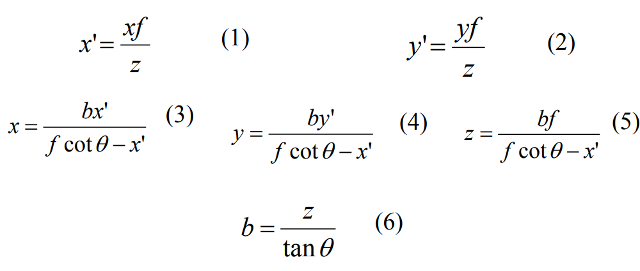 x' = xf / z (1) y' = yf / z (2)
x = bx' / (f cot θ − x') (3) y = by' / (f cot θ − x') (4) z = bf / (f cot θ − x') (5)
b = z / tan θ (6)